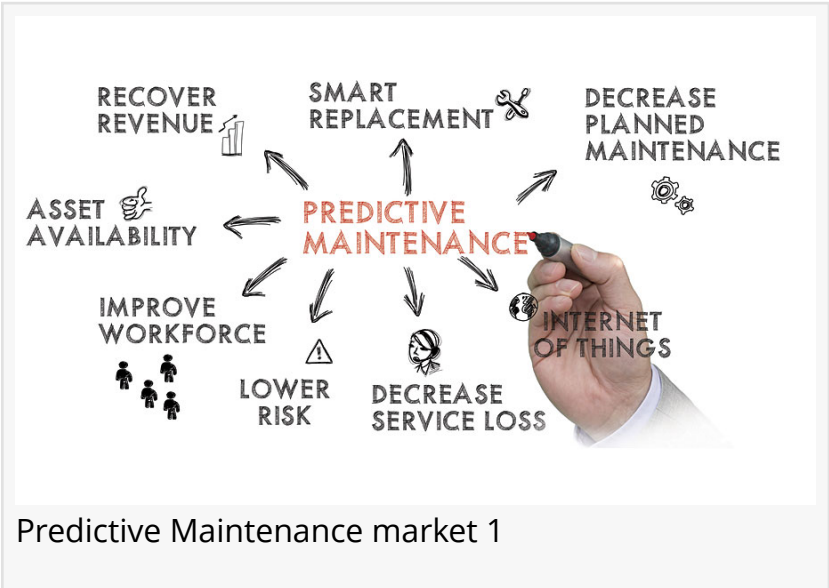 RECOVER
REVENUE
SMART
REPLACEMENT
DECREASE
PLANNED
MAINTENANCE
ASSET
AVAILABILITY
PREDICTIVE
MAINTENANCE
IMPROVE
WORKFORCE
LOWER
RISK
DECREASE
SERVICE LOSS
INTERNET
OF THINGS
Predictive Maintenance market 1